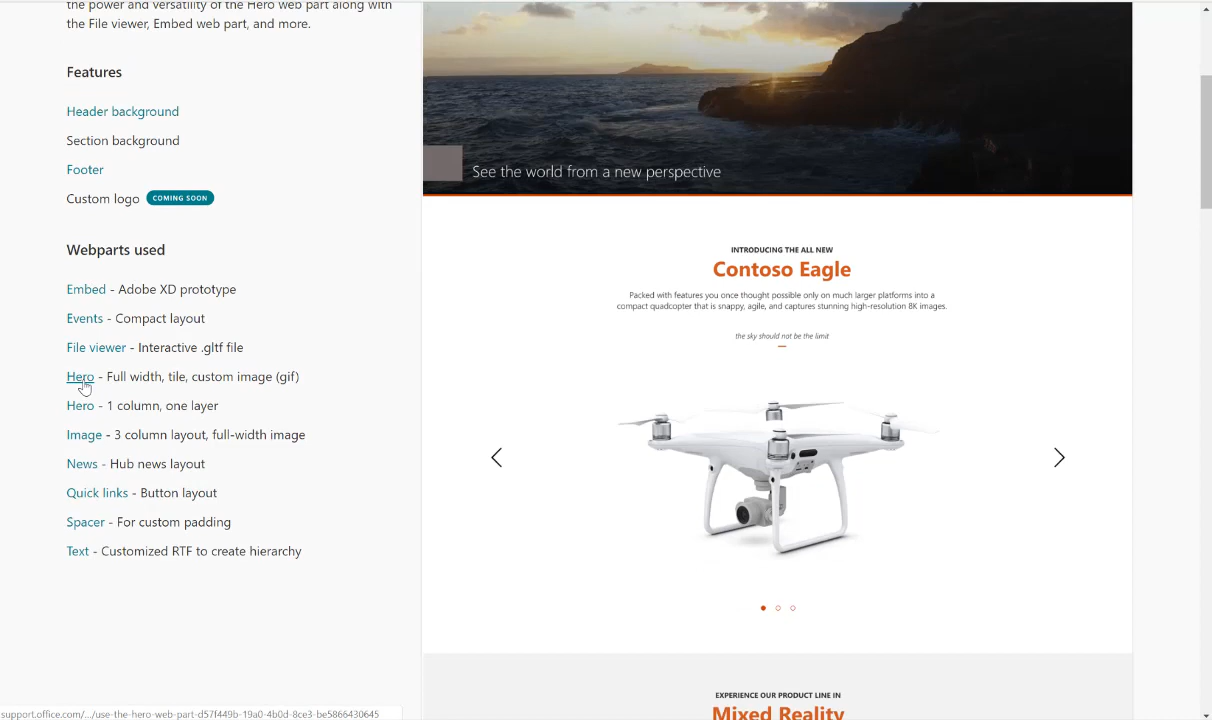 the power and versatility of the Hero web part along with
the File viewer, Embed web part, and more.
Features
Header background
Section background
Footer
Custom logo COMING SOON
Webparts used
Embed - Adobe XD prototype
Events - Compact layout
File viewer - Interactive .gltf file
Hero - Full width, tile, custom image (gif)
Hero - 1 column, one layer
Image - 3 column layout, full-width image
News - Hub news layout
Quick links - Button layout
Spacer - For custom padding
Text - Customized RTF to create hierarchy
See the world from a new perspective
INTRODUCING THE ALL NEW
Contoso Eagle
Packed with features you once thought possible only on much larger platforms into a
compact quadcopter that is snappy, agile, and captures stunning high-resolution 8K images.
the sky should not be the limit
EXPERIENCE OUR PRODUCT LINE IN
Mixed Reality
support.office.com/.../use-the-hero-web-part-d57f449b-19a0-4b0d-8ce3-be5866430645